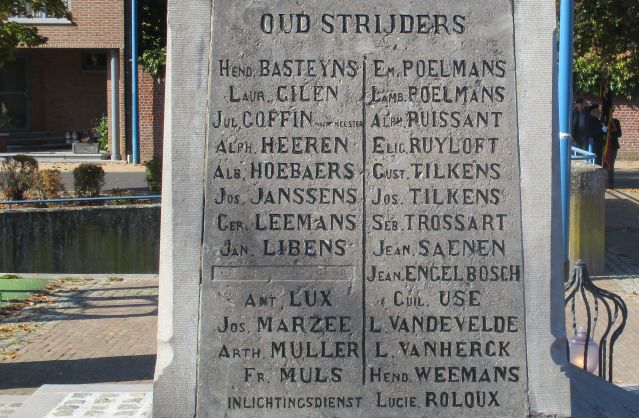 OUD STRIJDERS
HEND. BASTEYNS
LAUR. CILEN
JUL. COFFIN
ALPH. HEEREN
ALB. HOEBAERS
JOS. JANSSENS
GER. LEEMANS
JAN. LIBENS
ANT. LUX
JOS. MARZEE
ARTH. MULLER
FR. MULS
EM. POELMANS
LAMB. POELMANS
ALPH. PUISSANT
ELIG. RUYLOFT
GUST. TILKENS
JOS. TILKENS
SEB. TROSSART
JEAN. SAENEN
JEAN. ENGELBOSCH
GUIL. USE
L. VANDEVELDE
L. VANHERCK
HEND. WEEMANS
INLICHTINGSDIENST LUCIE. ROLOUX